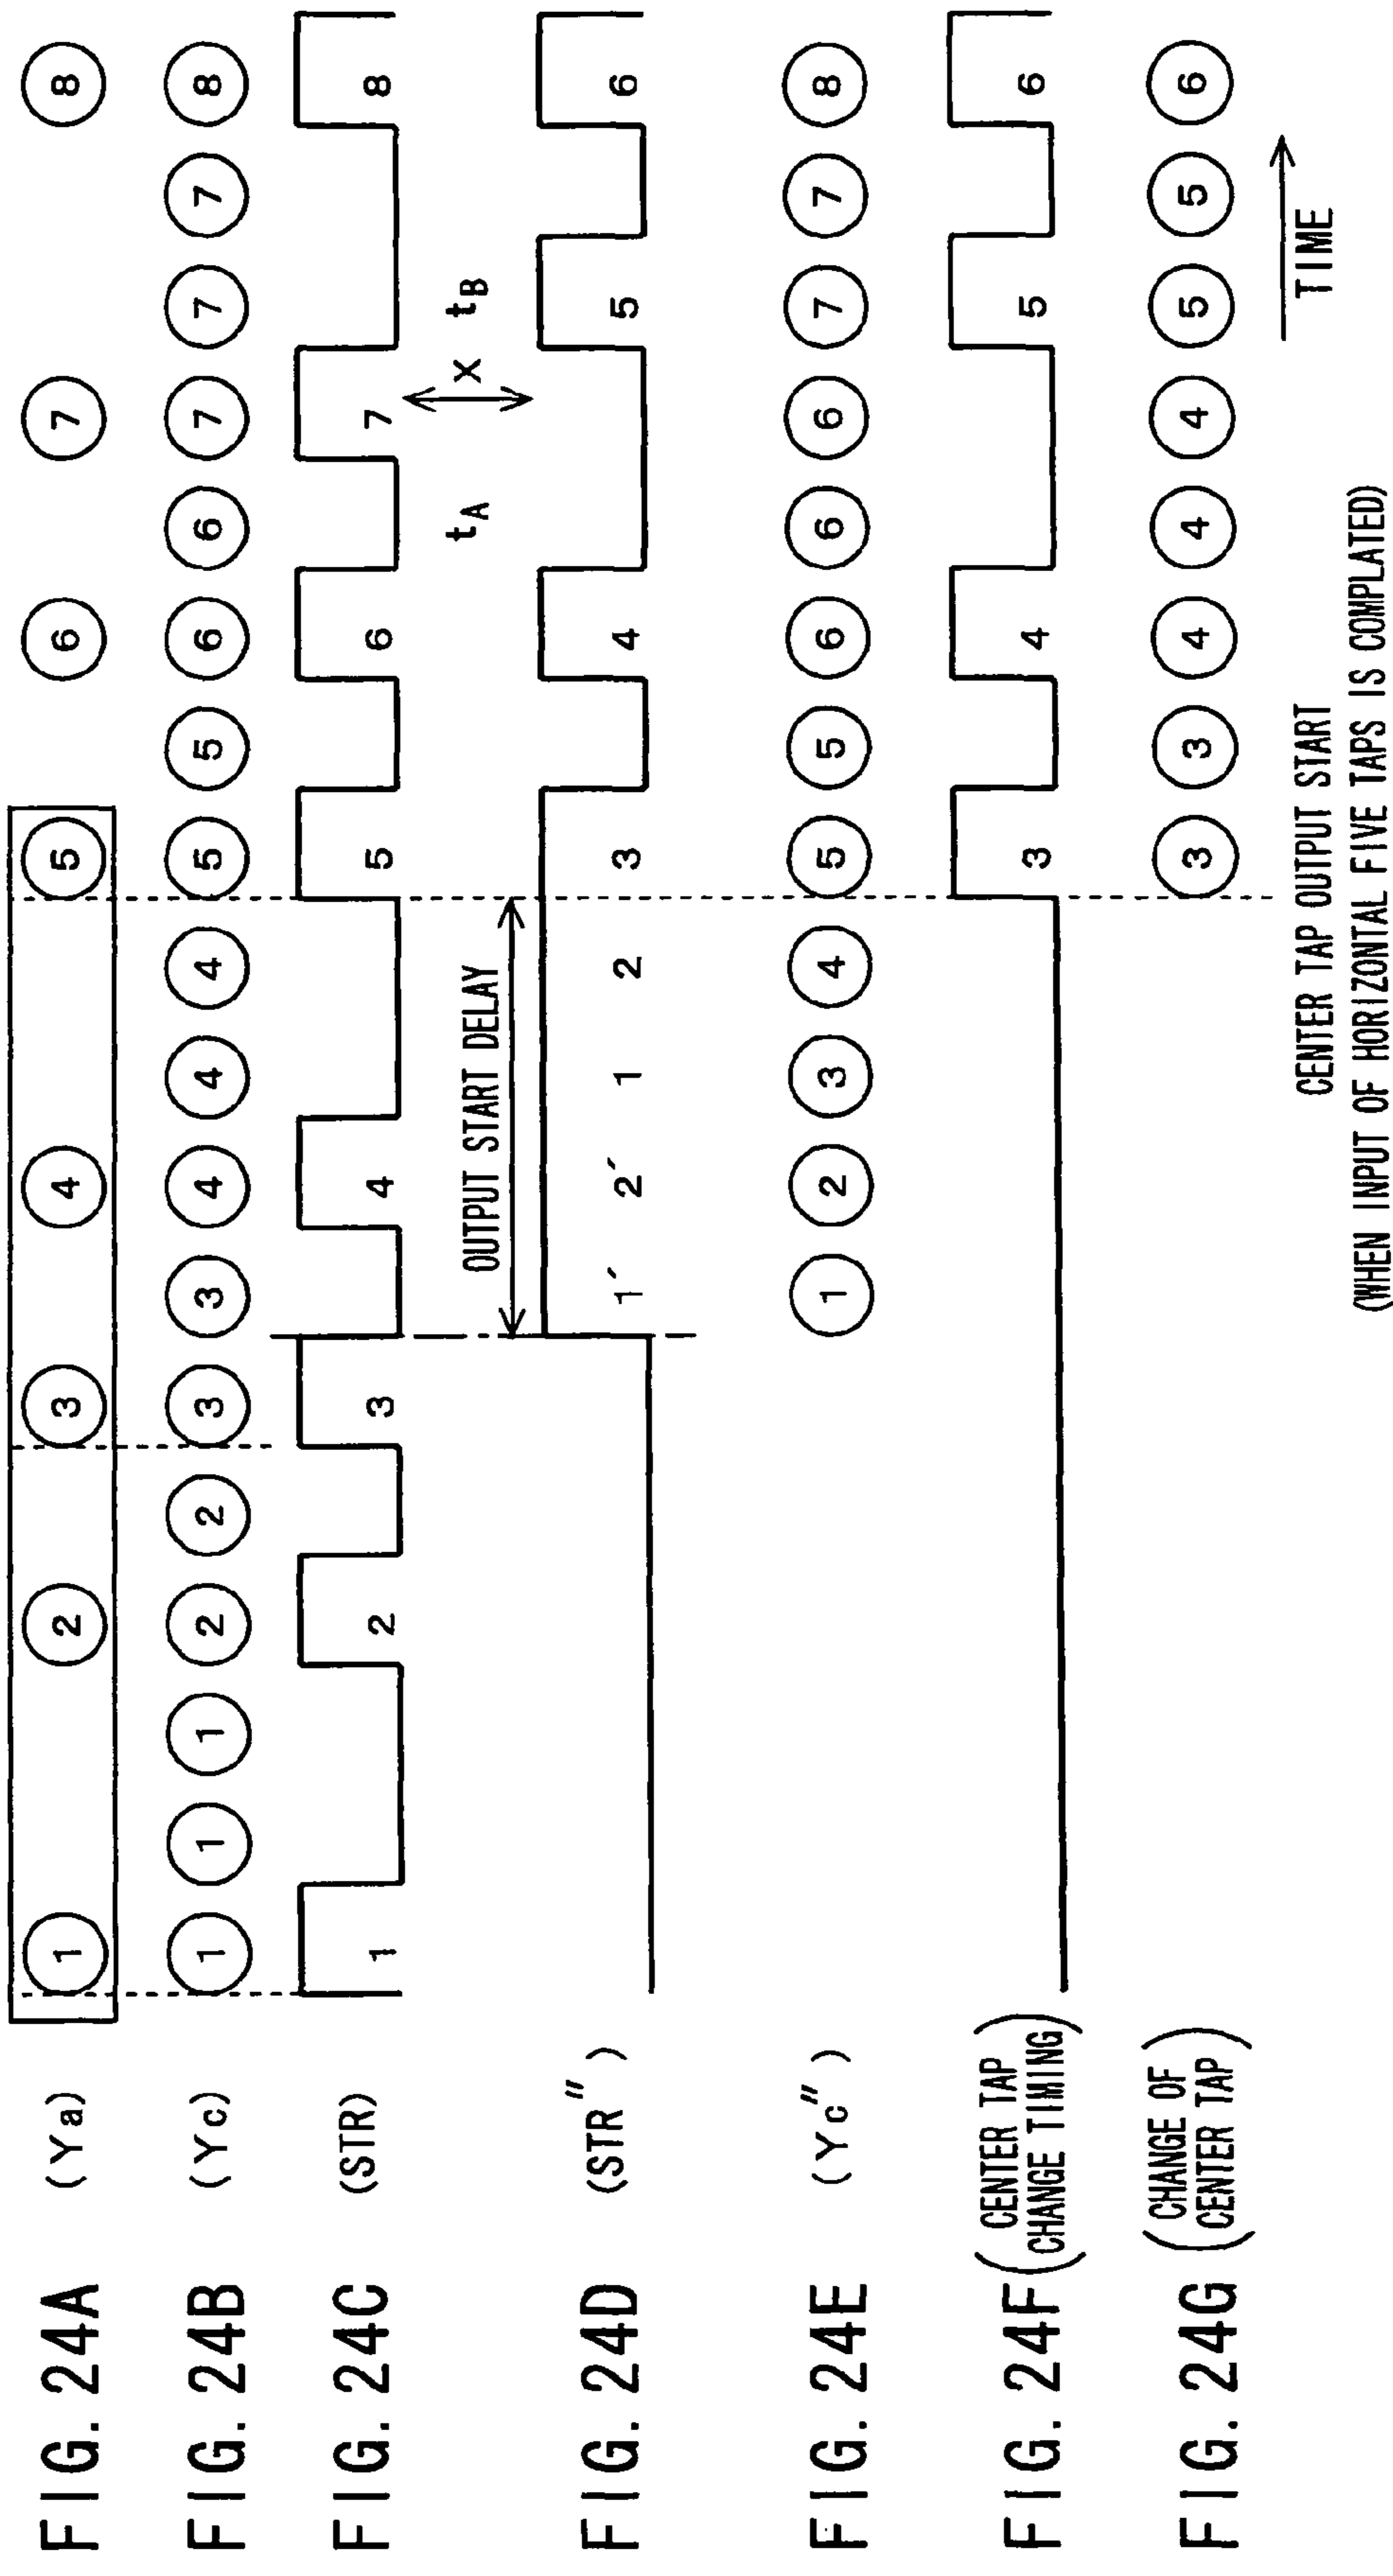 FIG. 24A (Ya) 1 2 3 4 5 6 7 8
FIG. 24B (Yc) 1 1 1 2 2 3 3 4 4 4 5 5 6 6 7 7 7 8
FIG. 24C (STR) 1 2 3 4 5 6 7 8
OUTPUT START DELAY tA X tB
FIG. 24D (STR″) 1′ 2′ 1 2 3 4 5 6
FIG. 24E (Yc″) 1 2 3 4 5 5 6 6 6 7 7 8
FIG. 24F (CENTER TAP
CHANGE TIMING) 3 4 5 6
FIG. 24G (CHANGE OF
CENTER TAP) 3 3 4 4 4 5 5 6
TIME
CENTER TAP OUTPUT START
(WHEN INPUT OF HORIZONTAL FIVE TAPS IS COMPLATED)